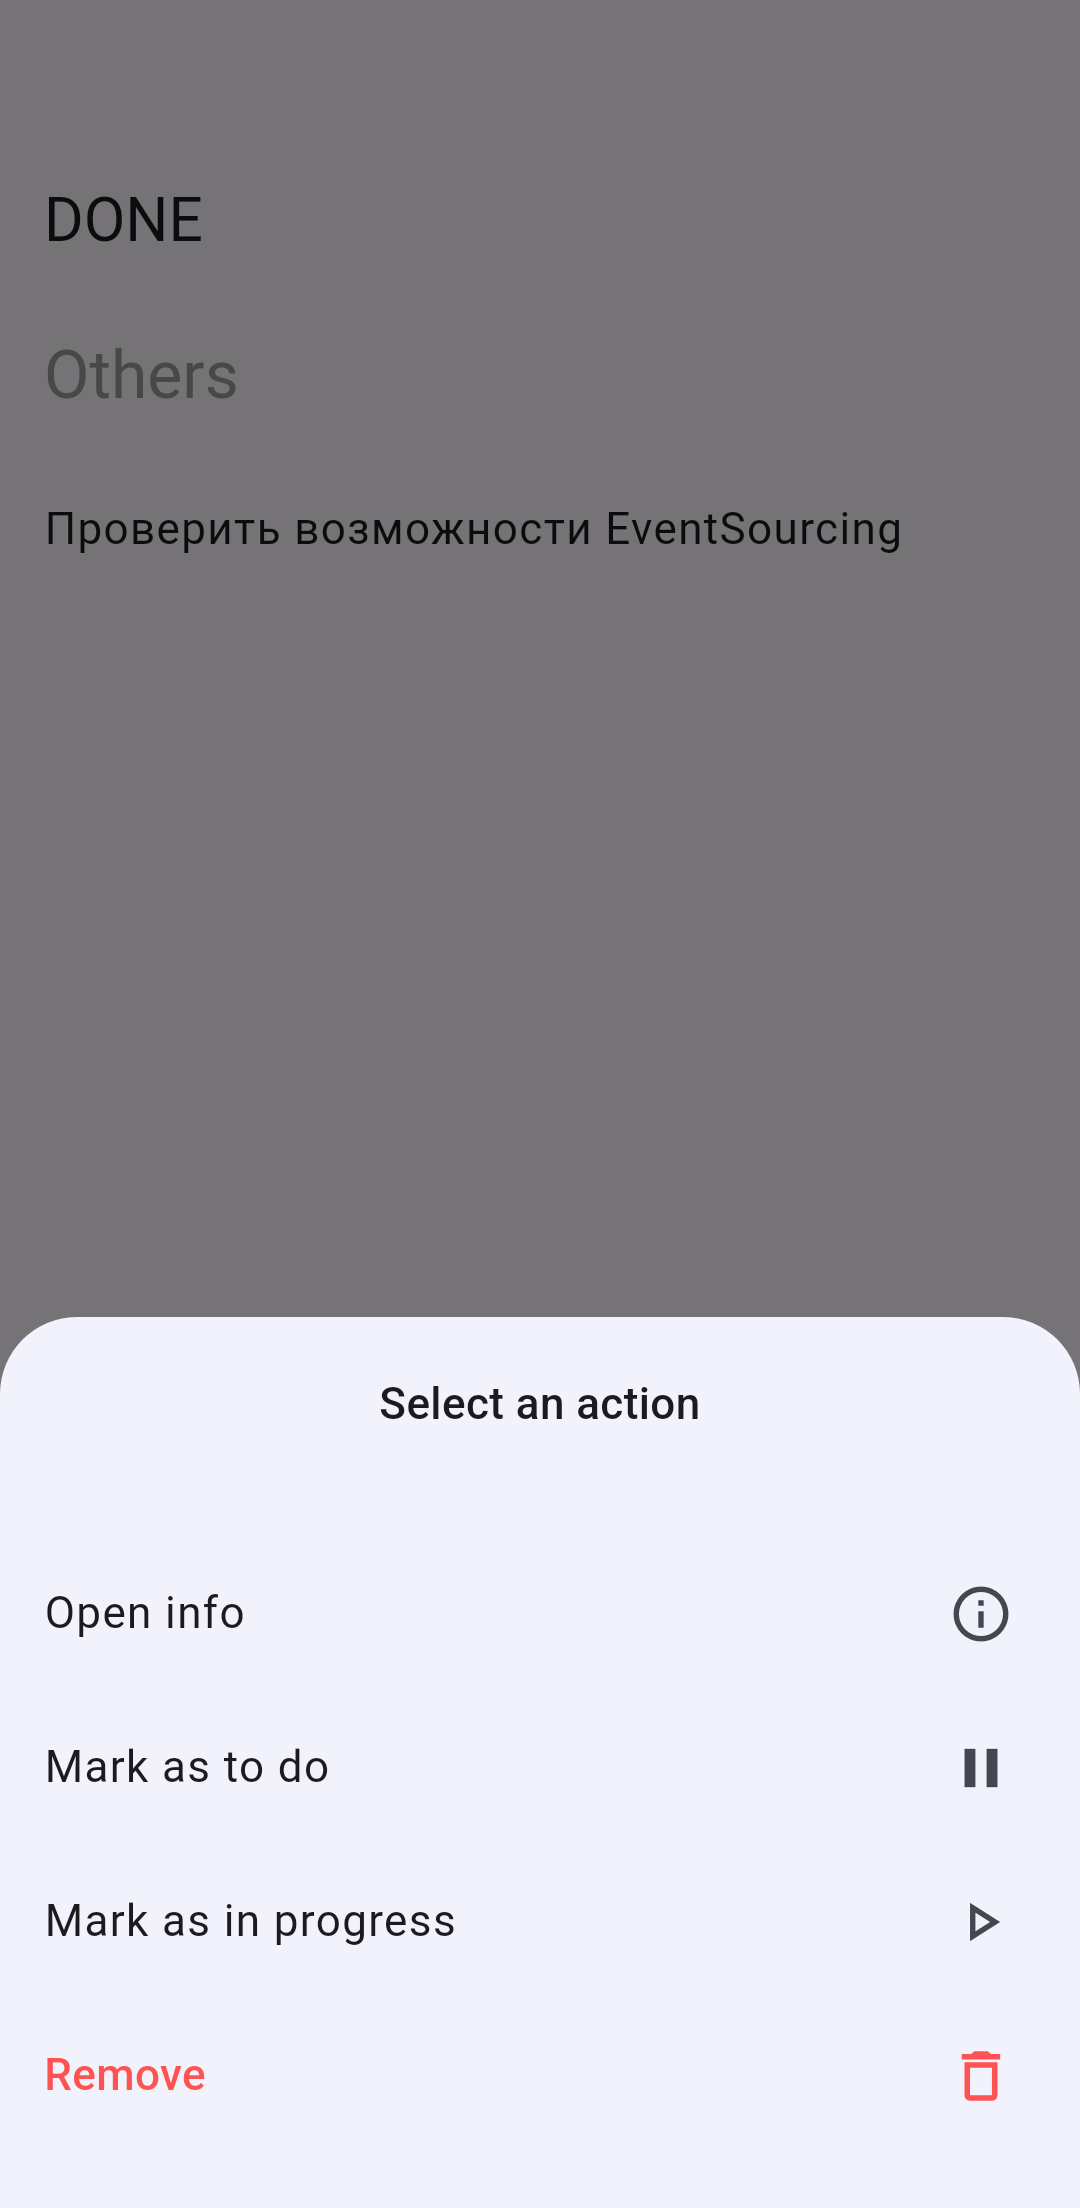 DONE
Others
Проверить возможности EventSourcing
Select an action
Open info
Mark as to do
Mark as in progress
Remove